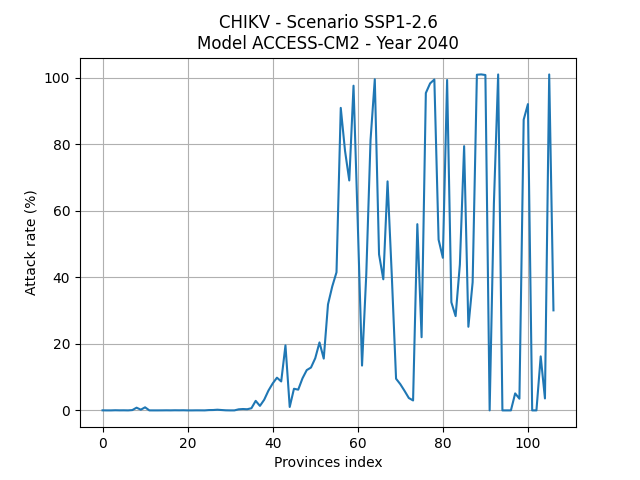 CHIKV - Scenario SSP1-2.6
Model ACCESS-CM2 - Year 2040
100
80
60
40
20
0
Attack rate (%)
0 20 40 60 80 100
Provinces index